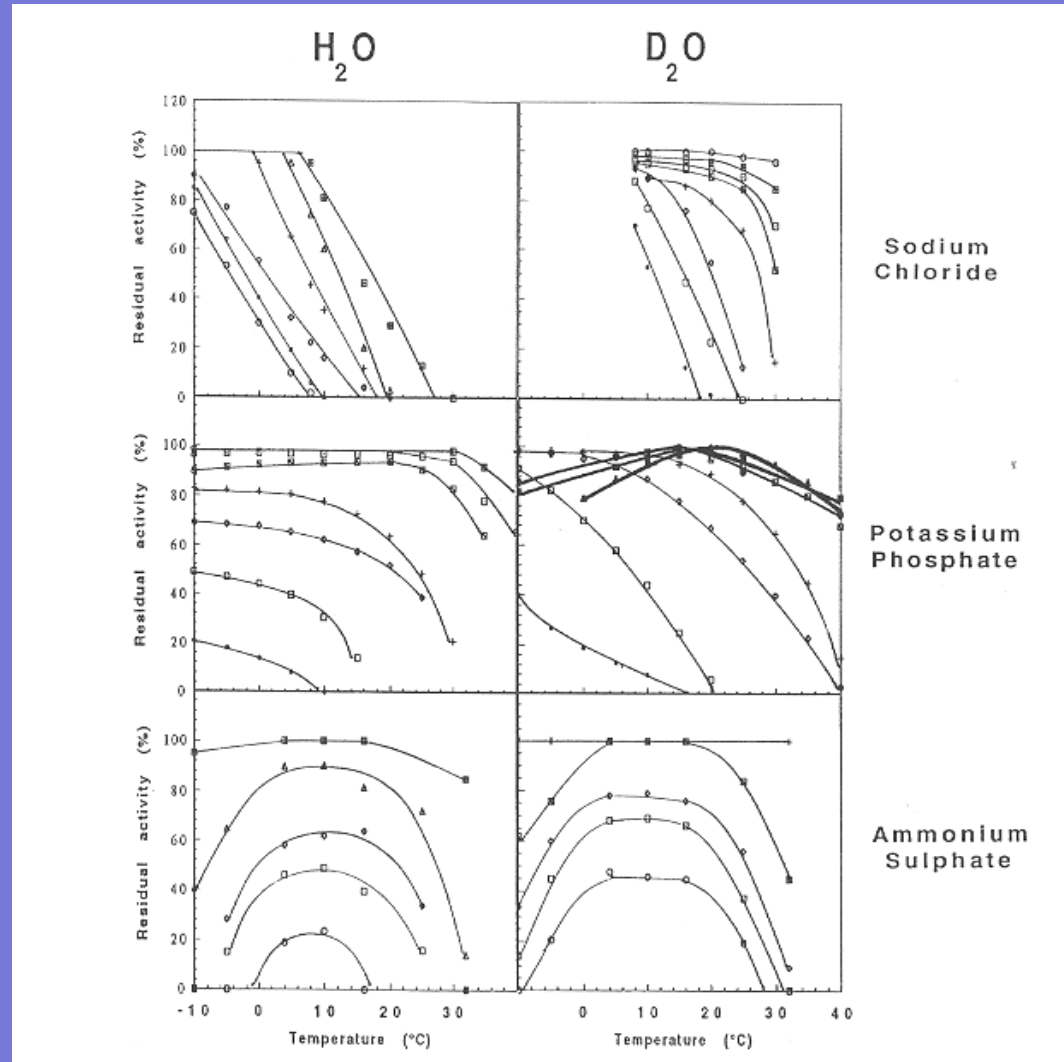 H2O
D2O
120
100
80
60
40
20
0
Residual activity (%)
Sodium
Chloride
100
80
60
40
20
0
Residual activity (%)
Potassium
Phosphate
100
80
60
40
20
0
Residual activity (%)
Ammonium
Sulphate
-10 0 10 20 30 0 10 20 30 40
Temperature (°C) Temperature (°C)